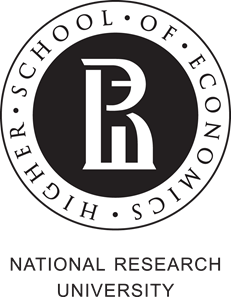 HIGHER · SCHOOL · OF · ECONOMICS ·
NATIONAL RESEARCH
UNIVERSITY